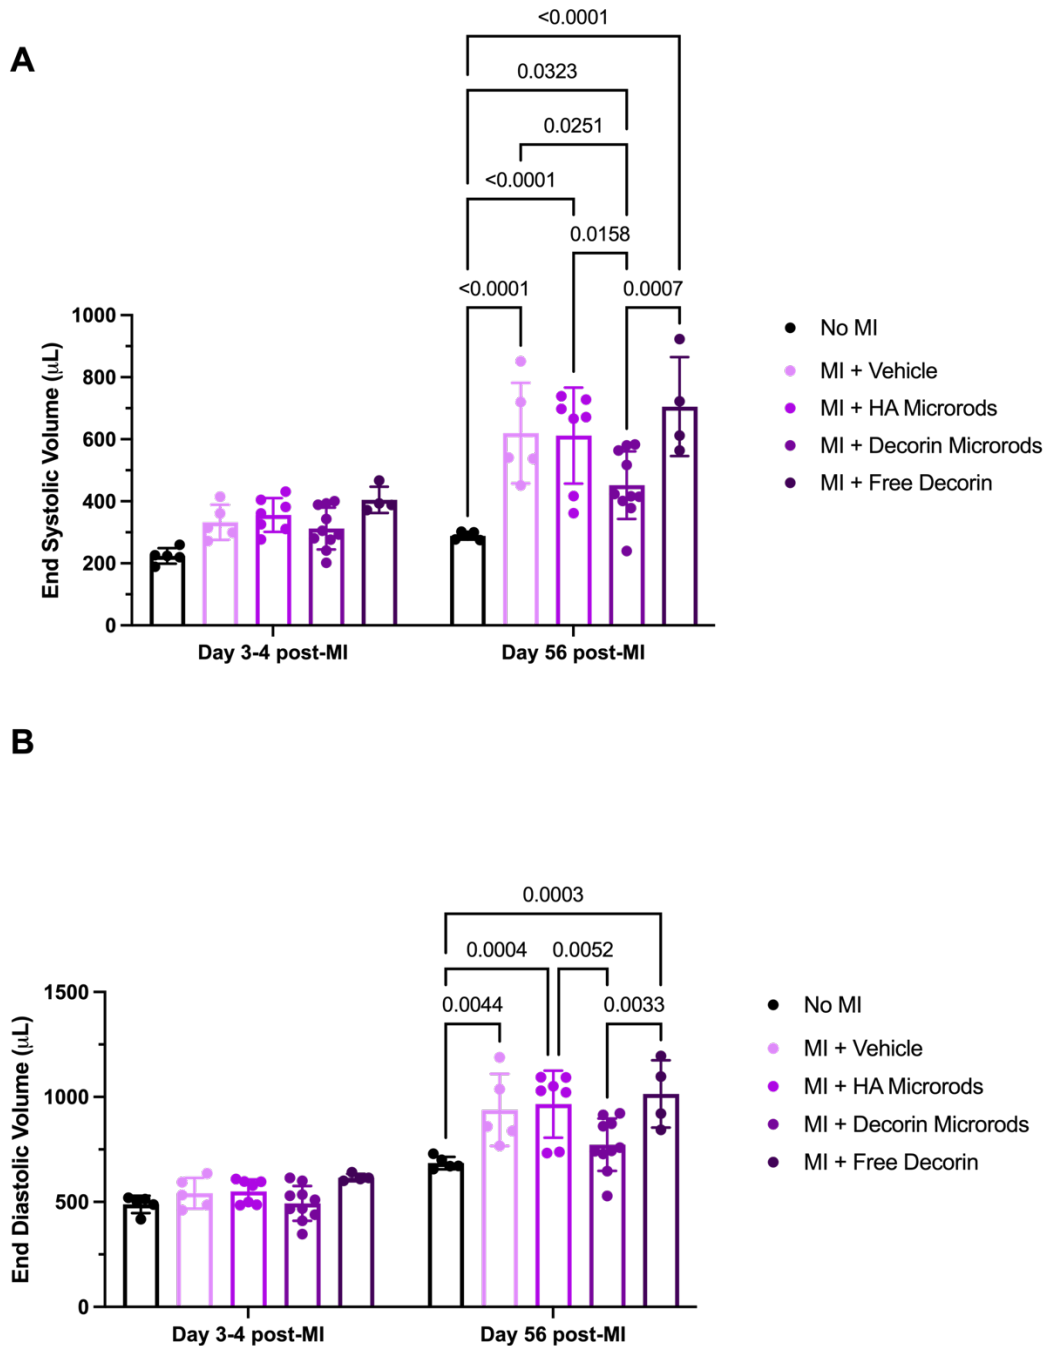 A
<0.0001
0.0323
0.0251
<0.0001
0.0158
<0.0001
0.0007
1000
800
600
400
200
0
End Systolic Volume (μL)
Day 3-4 post-MI
Day 56 post-MI
No MI
MI + Vehicle
MI + HA Microrods
MI + Decorin Microrods
MI + Free Decorin
B
0.0003
0.0004
0.0052
0.0044
0.0033
1500
1000
500
0
End Diastolic Volume (μL)
Day 3-4 post-MI
Day 56 post-MI
No MI
MI + Vehicle
MI + HA Microrods
MI + Decorin Microrods
MI + Free Decorin